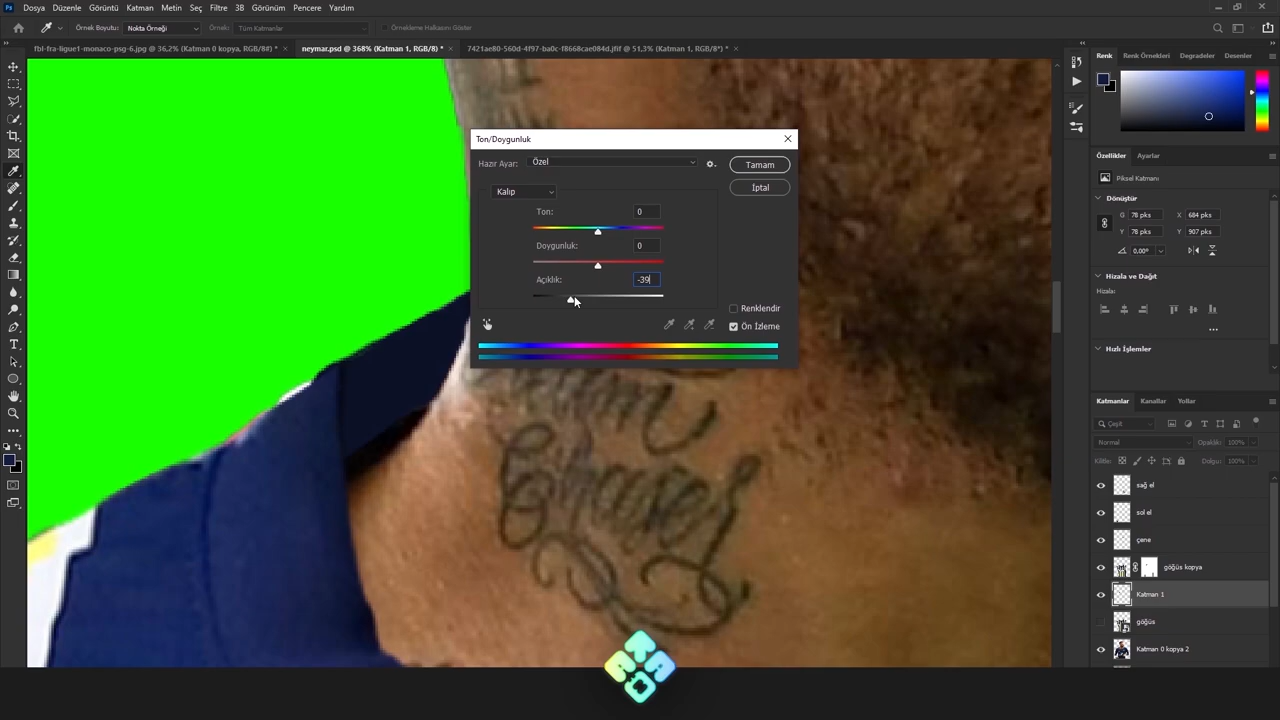 Ps Dosya Düzenle Görüntü Katman Metin Seç Filtre 3B Görünüm Pencere Yardım
Örnek Boyutu: Nokta Örneği Örnek: Tüm Katmanlar Örnekleme Halkasını Göster
fbl-fra-ligue1-monaco-psg-6.jpg @ 36,2% (Katman 0 kopya, RGB/8#) * ×
neymar.psd @ 368% (Katman 1, RGB/8) * ×
7421ae80-560d-4f97-ba0c-f8668cae084d.jfif @ 51,3% (Katman 1, RGB/8*) * ×
Renk Renk Örnekleri Degradeler Desenler
Ton/Doygunluk
Hazır Ayar: Özel
Tamam
İptal
Kalıp
Ton: 0
Doygunluk: 0
Açıklık: -39
Renklendir
Ön İzleme
Özellikler Ayarlar
Piksel Katmanı
Dönüştür
G 78 pks X 684 pks
Y 78 pks Y 907 pks
0,00°
Hizala ve Dağıt
Hizala:
Hızlı İşlemler
Katmanlar Kanallar Yollar
Çeşit
Normal Opaklık: 100%
Kilitle: Dolgu: 100%
sağ el
sol el
çene
göğüs kopya
Katman 1
göğüs
Katman 0 kopya 2